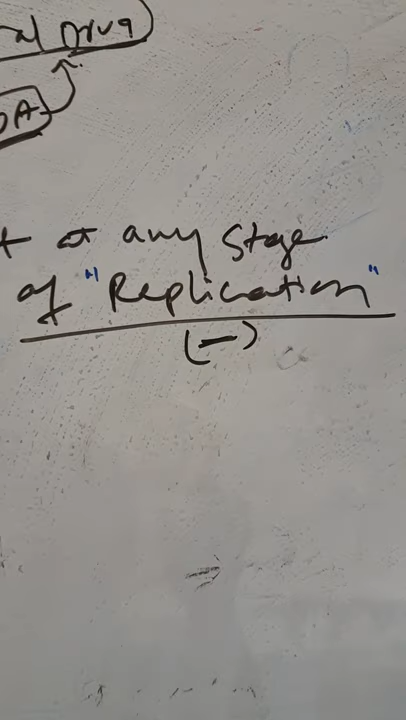 al Drug
DA
t at any stage
of "Replication"
(-)